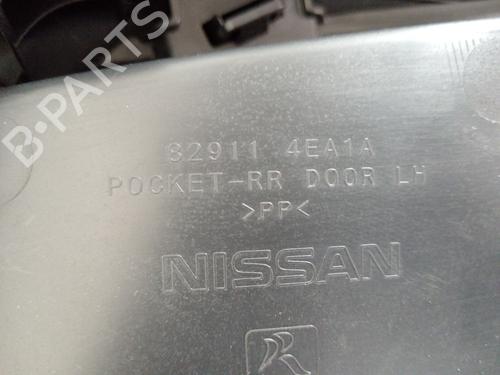 B-PARTS
82911 4EA1A
POCKET-RR DOOR LH
>PP<
NISSAN